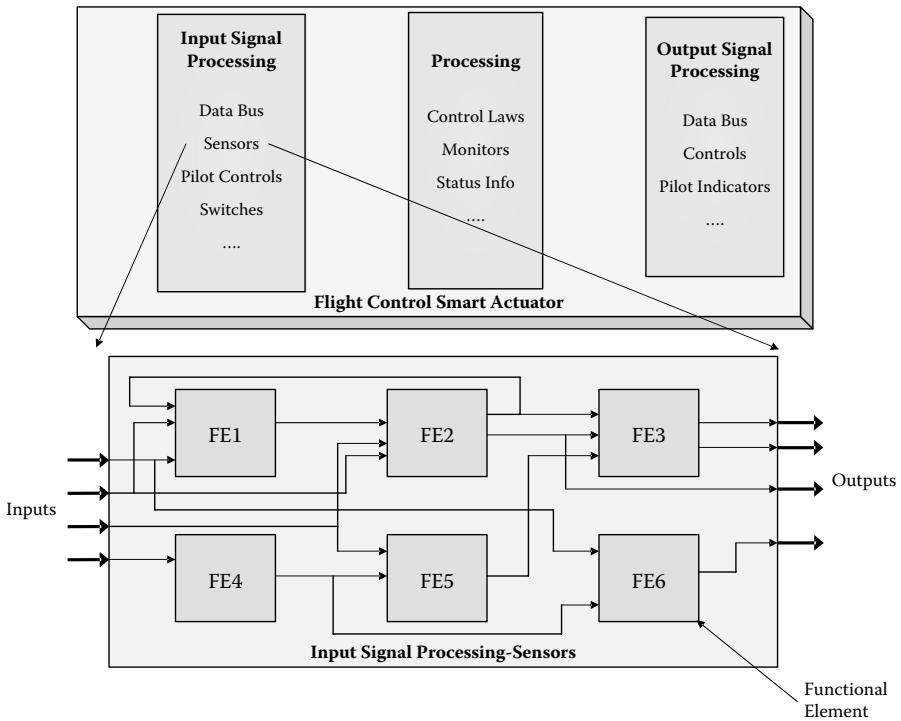 Input Signal
Processing
Data Bus
Sensors
Pilot Controls
Switches
....
Processing
Control Laws
Monitors
Status Info
....
Output Signal
Processing
Data Bus
Controls
Pilot Indicators
....
Flight Control Smart Actuator
FE1
FE2
FE3
Inputs
Outputs
FE4
FE5
FE6
Input Signal Processing-Sensors
Functional
Element